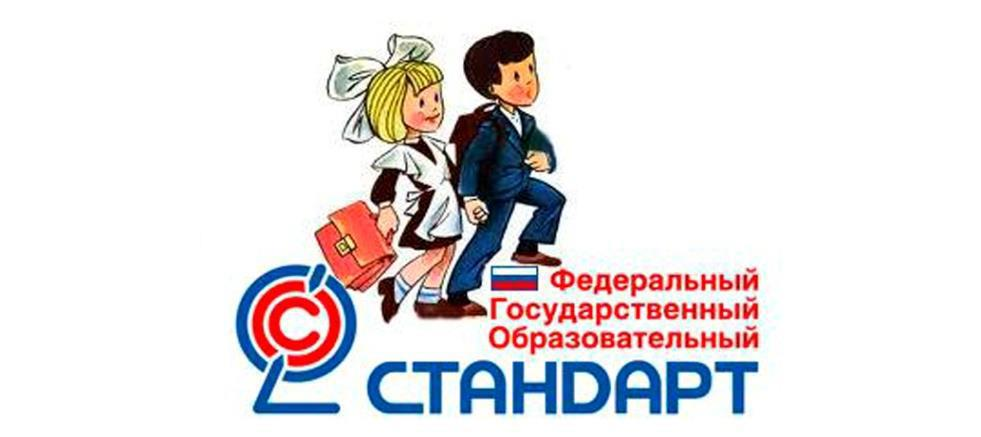 Федеральный
Государственный
Образовательный
СТАНДАРТ